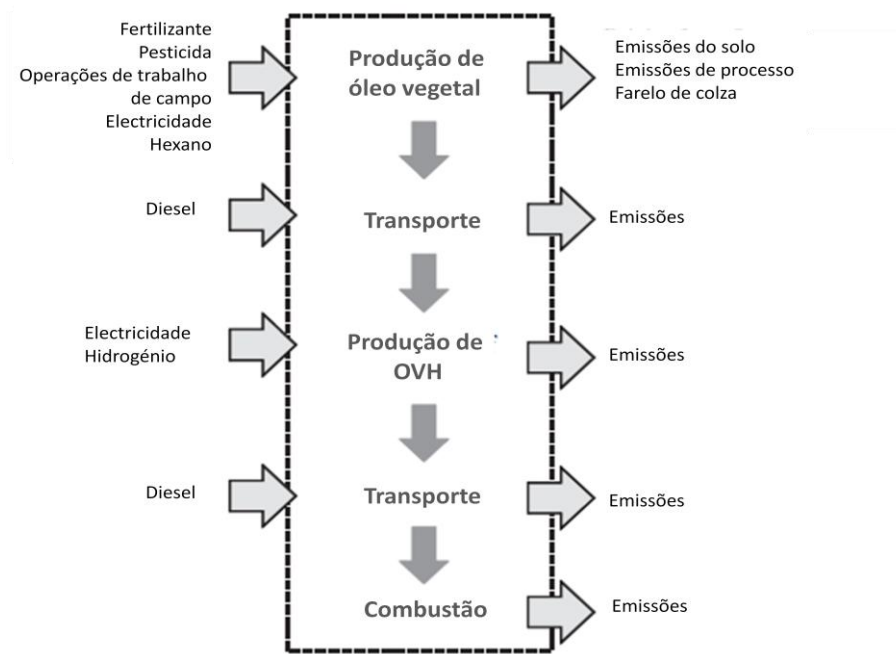 Fertilizante
Pesticida
Operações de trabalho
de campo
Electricidade
Hexano
Produção de
óleo vegetal
Emissões do solo
Emissões de processo
Farelo de colza
Diesel
Transporte
Emissões
Electricidade
Hidrogénio
Produção de
OVH
Emissões
Diesel
Transporte
Emissões
Combustão
Emissões